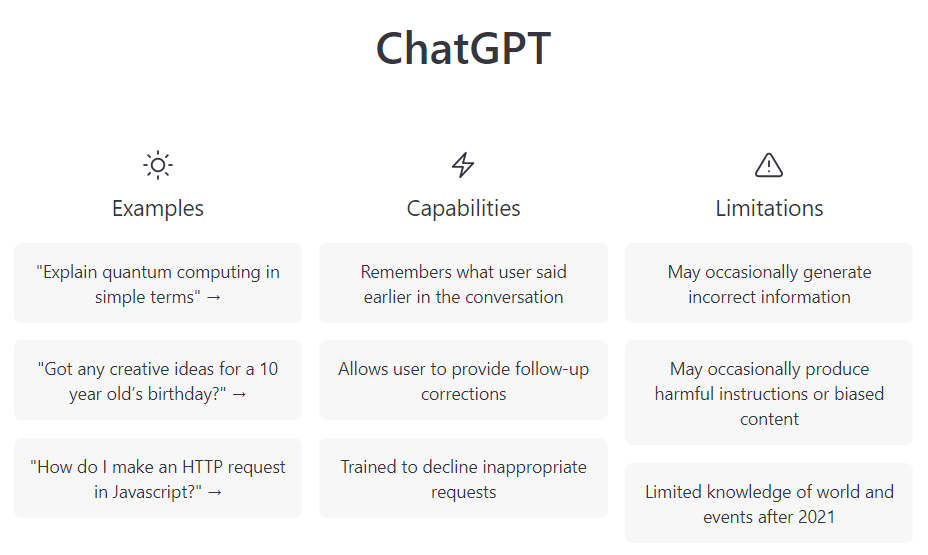 ChatGPT
Examples
"Explain quantum computing in
simple terms" →
"Got any creative ideas for a 10
year old’s birthday?" →
"How do I make an HTTP request
in Javascript?" →
Capabilities
Remembers what user said
earlier in the conversation
Allows user to provide follow-up
corrections
Trained to decline inappropriate
requests
Limitations
May occasionally generate
incorrect information
May occasionally produce
harmful instructions or biased
content
Limited knowledge of world and
events after 2021